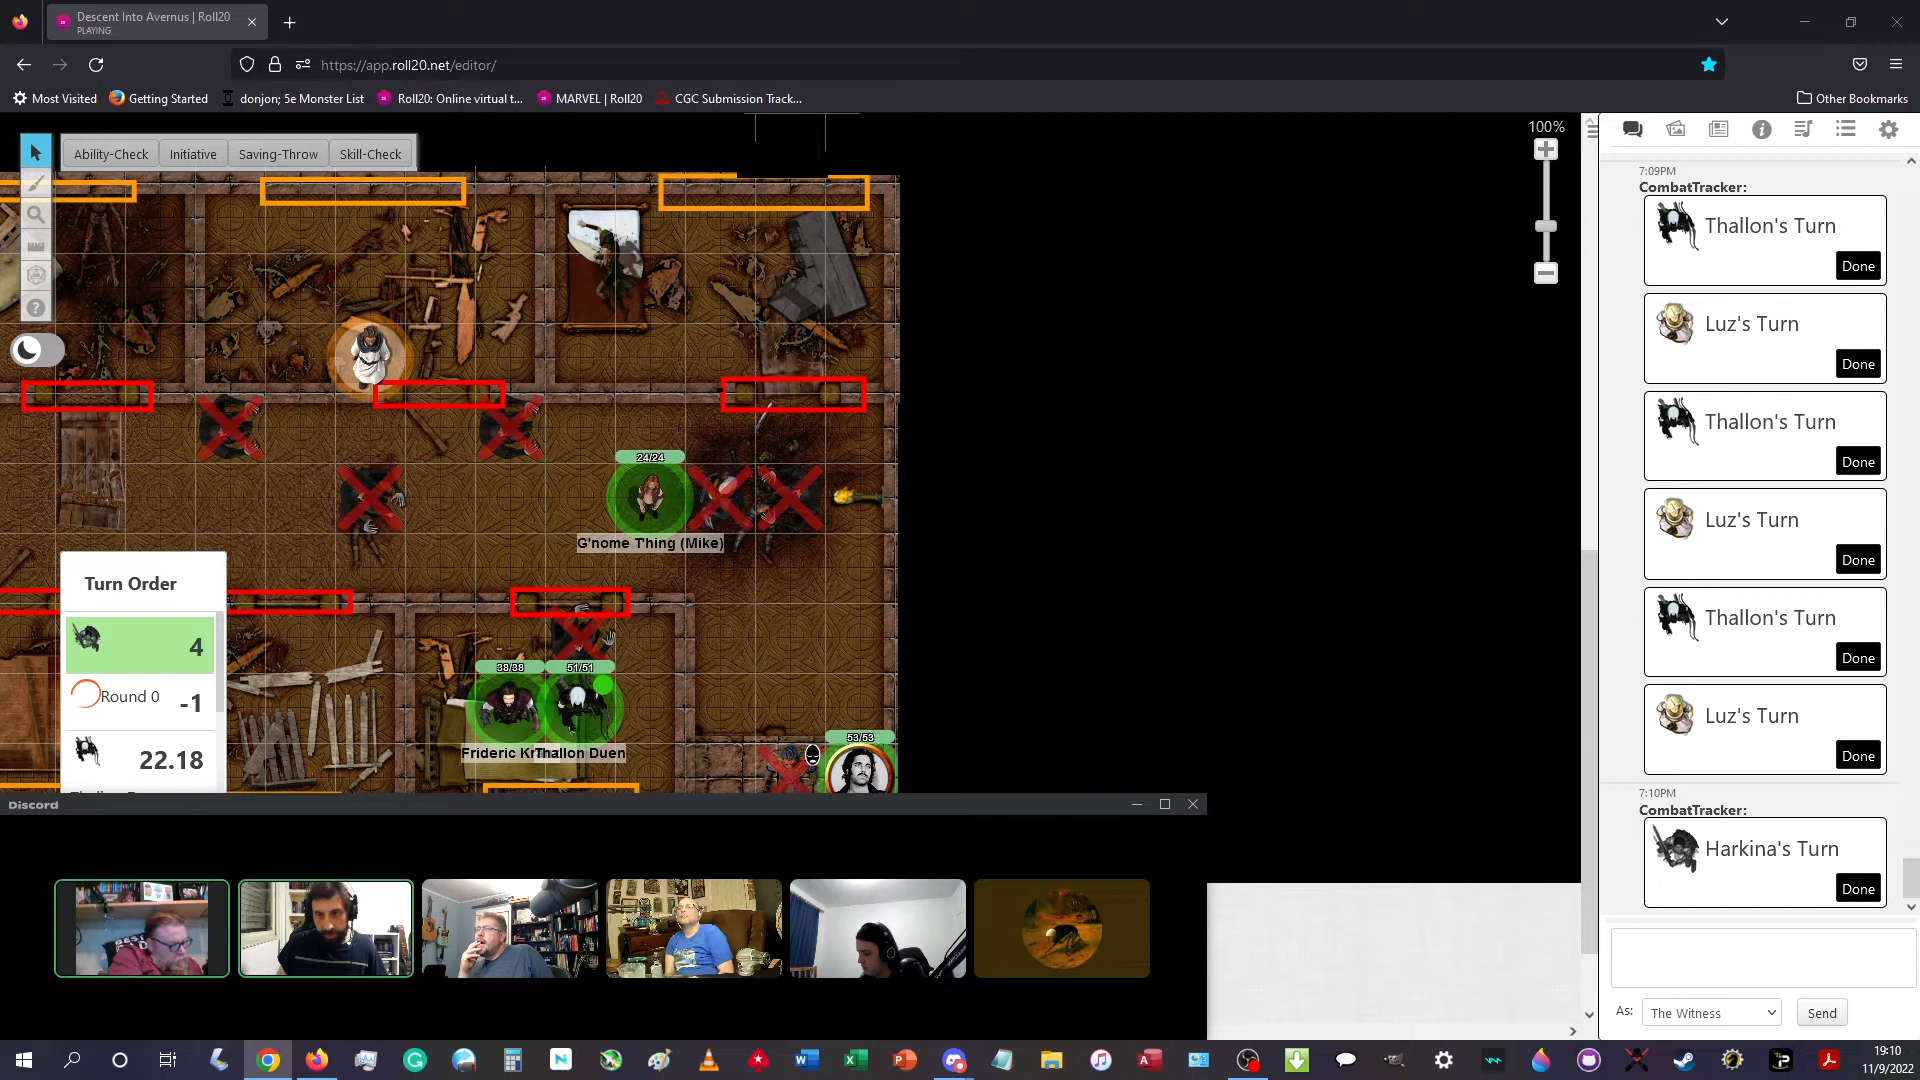 Descent Into Avernus | Roll20
PLAYING
https://app.roll20.net/editor/
Most Visited
Getting Started
donjon; 5e Monster List
Roll20: Online virtual t...
MARVEL | Roll20
CGC Submission Track...
Other Bookmarks
Ability-Check
Initiative
Saving-Throw
Skill-Check
100%
24/24
G'nome Thing (Mike)
38/38
51/51
Thallon Duen
53/53
Turn Order
4
Round 0
-1
22.18
7:09PM
CombatTracker:
Thallon's Turn
Done
Luz's Turn
Done
Thallon's Turn
Done
Luz's Turn
Done
Thallon's Turn
Done
Luz's Turn
Done
7:10PM
CombatTracker:
Harkina's Turn
Done
As:
The Witness
Send
Discord
19:10
11/9/2022